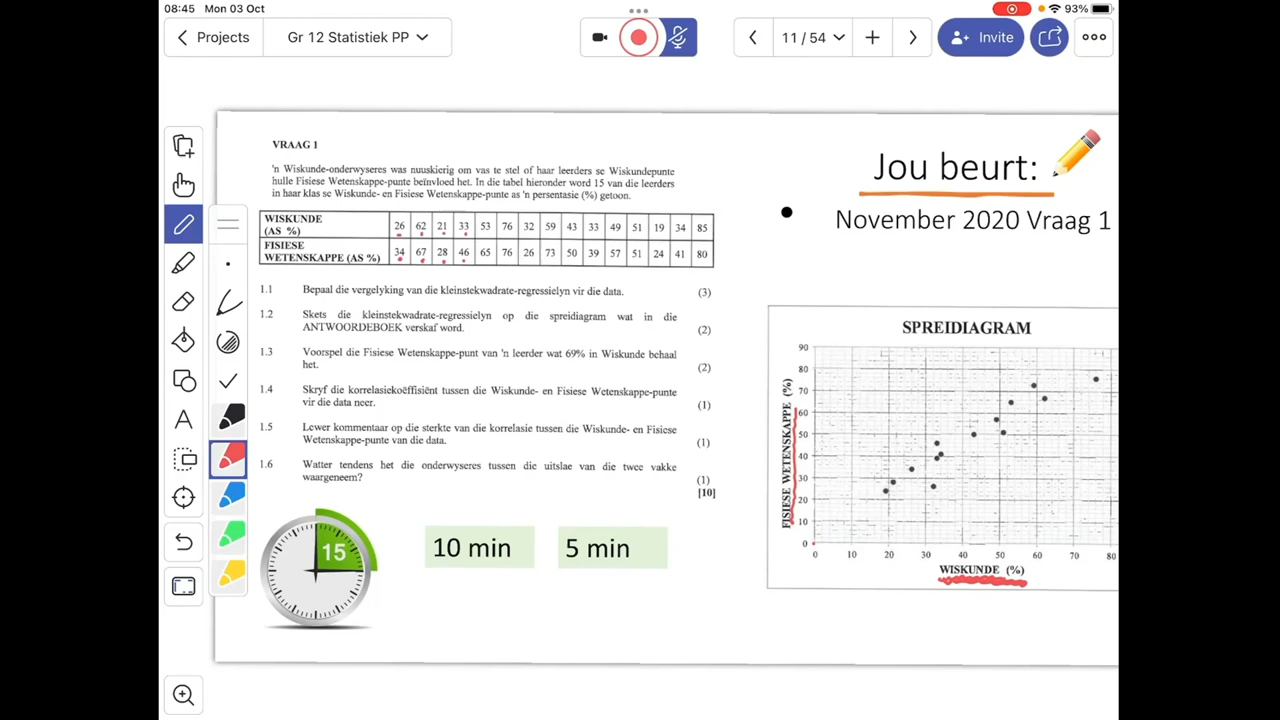 08:45 Mon 03 Oct
93%
Projects
Gr 12 Statistiek PP
11 / 54
Invite
VRAAG 1
'n Wiskunde-onderwyseres was nuuskierig om vas te stel of haar leerders se Wiskundepunte
hulle Fisiese Wetenskappe-punte beïnvloed het. In die tabel hieronder word 15 van die leerders
in haar klas se Wiskunde- en Fisiese Wetenskappe-punte as 'n persentasie (%) getoon.
WISKUNDE (AS %) 26 62 21 33 53 76 32 59 43 33 49 51 19 34 85
FISIESE WETENSKAPPE (AS %) 34 67 28 46 65 76 26 73 50 39 57 51 24 41 80
1.1 Bepaal die vergelyking van die kleinstekwadrate-regressielyn vir die data. (3)
1.2 Skets die kleinstekwadrate-regressielyn op die spreidiagram wat in die
ANTWOORDEBOEK verskaf word. (2)
1.3 Voorspel die Fisiese Wetenskappe-punt van 'n leerder wat 69% in Wiskunde behaal
het. (2)
1.4 Skryf die korrelasiekoëffisiënt tussen die Wiskunde- en Fisiese Wetenskappe-punte
vir die data neer. (1)
1.5 Lewer kommentaar op die sterkte van die korrelasie tussen die Wiskunde- en Fisiese
Wetenskappe-punte van die data. (1)
1.6 Watter tendens het die onderwyseres tussen die uitslae van die twee vakke
waargeneem? (1)
[10]
15
10 min
5 min
Jou beurt:
• November 2020 Vraag 1
SPREIDIAGRAM
FISIESE WETENSKAPPE (%)
90
80
70
60
50
40
30
20
10
0
0 10 20 30 40 50 60 70 80
WISKUNDE (%)
A